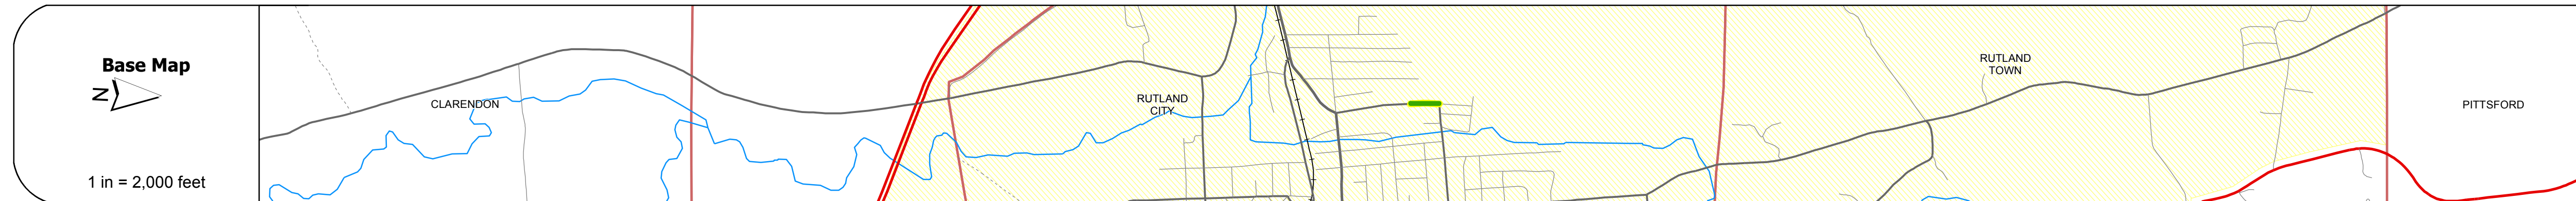 Base Map
N
1 in = 2,000 feet
CLARENDON
RUTLAND
CITY
RUTLAND
TOWN
PITTSFORD